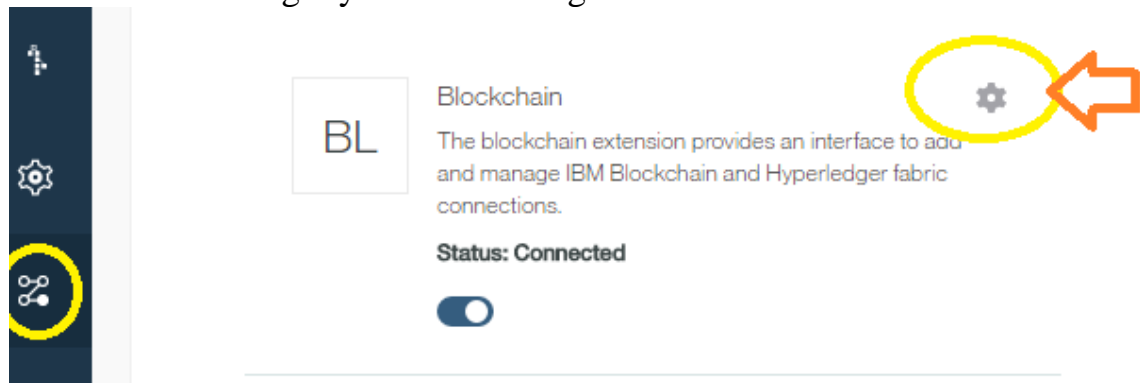 Blockchain
BL
The blockchain extension provides an interface to add
and manage IBM Blockchain and Hyperledger fabric
connections.
Status: Connected